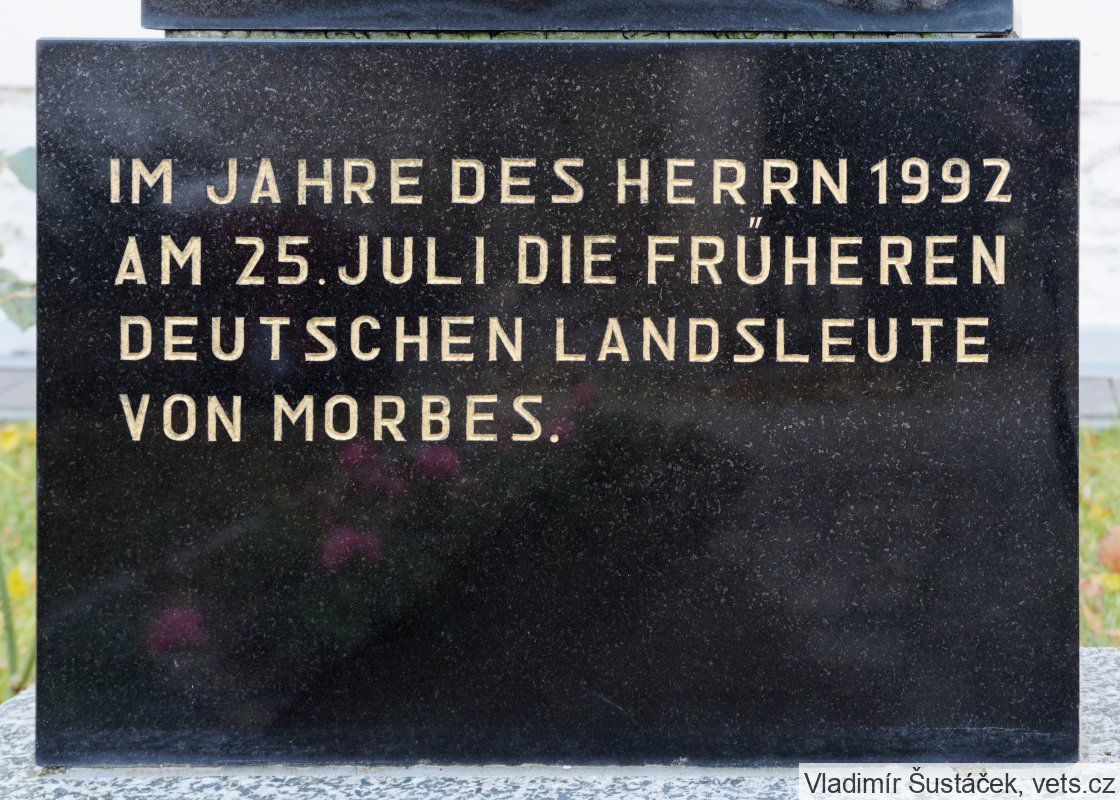 IM JAHRE DES HERRN 1992
AM 25. JULI DIE FRÜHEREN
DEUTSCHEN LANDSLEUTE
VON MORBES.
Vladimír Šustáček, vets.cz